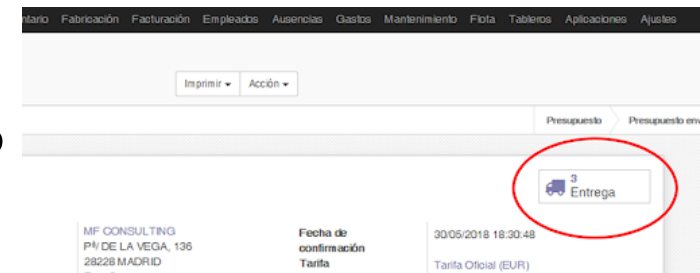 Fabricación Facturación Empleados Ausencias Gastos Mantenimiento Flota Tableros Aplicaciones Ajustes
Imprimir Acción
Presupuesto Presupuesto env
3
Entrega
MF CONSULTING Fecha de confirmación 30/05/2018 18:30:48
Pº/ DE LA VEGA, 136
28228 MADRID Tarifa Tarifa Oficial (EUR)